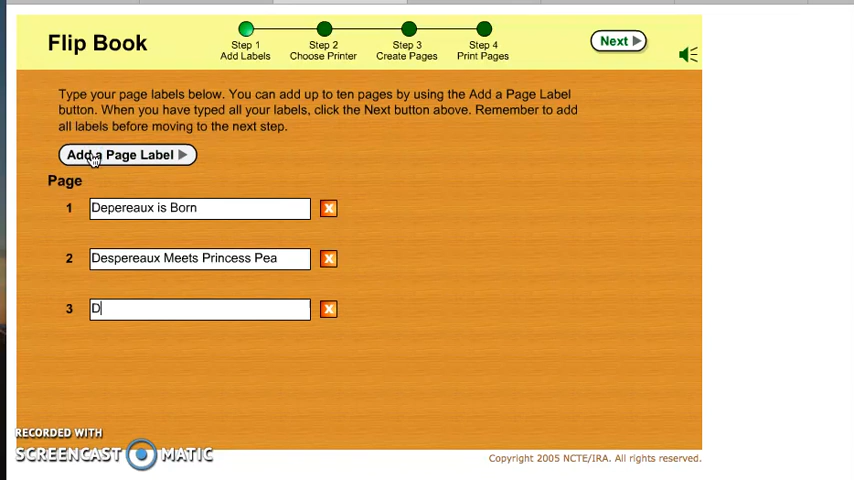 Flip Book
Step 1
Add Labels
Step 2
Choose Printer
Step 3
Create Pages
Step 4
Print Pages
Next
Type your page labels below. You can add up to ten pages by using the Add a Page Label
button. When you have typed all your labels, click the Next button above. Remember to add
all labels before moving to the next step.
Add a Page Label
Page
1 Depereaux is Born X
2 Despereaux Meets Princess Pea X
3 D X
RECORDED WITH
SCREENCAST MATIC
Copyright 2005 NCTE/IRA. All rights reserved.